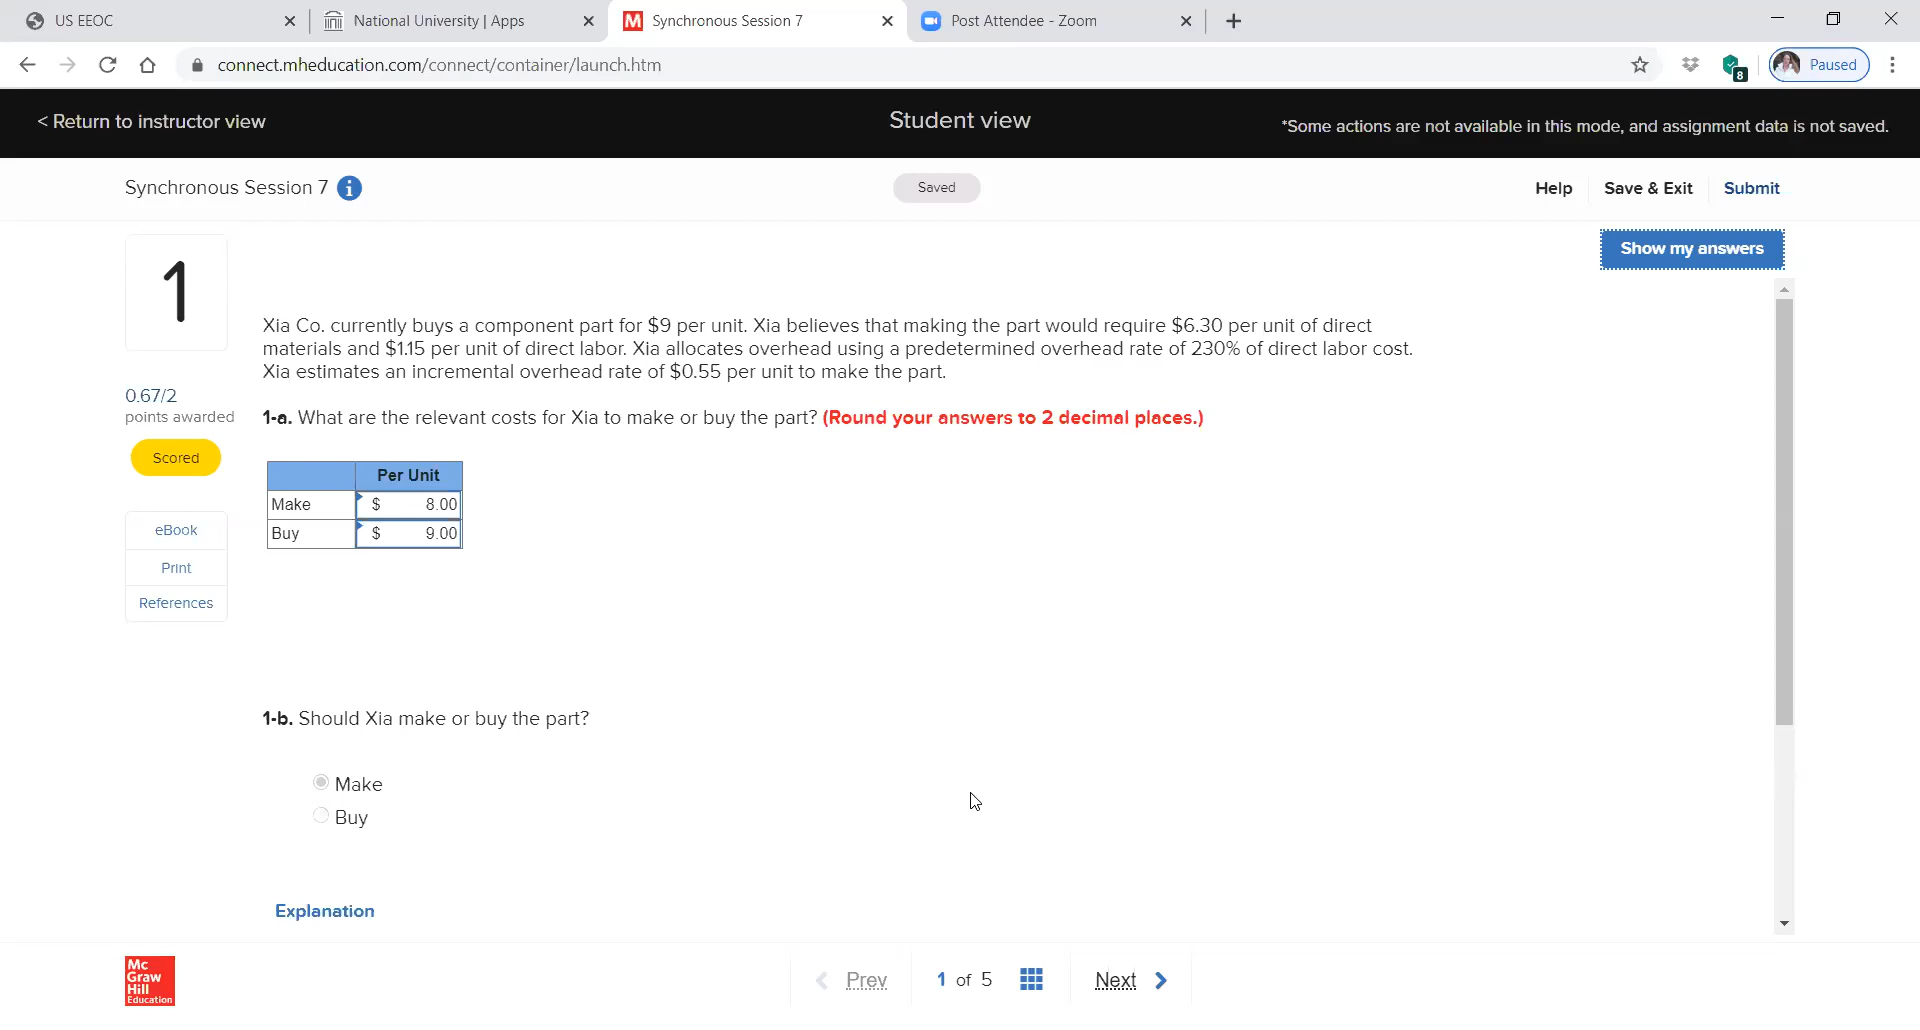 US EEOC
National University | Apps
Synchronous Session 7
Post Attendee - Zoom
connect.mheducation.com/connect/container/launch.htm
8
Paused
< Return to instructor view
Student view
*Some actions are not available in this mode, and assignment data is not saved.
Synchronous Session 7
Saved
Help
Save & Exit
Submit
Show my answers
1
0.67/2
points awarded
Scored
eBook
Print
References
Xia Co. currently buys a component part for $9 per unit. Xia believes that making the part would require $6.30 per unit of direct
materials and $1.15 per unit of direct labor. Xia allocates overhead using a predetermined overhead rate of 230% of direct labor cost.
Xia estimates an incremental overhead rate of $0.55 per unit to make the part.
1-a. What are the relevant costs for Xia to make or buy the part? (Round your answers to 2 decimal places.)
Per Unit
Make $ 8.00
Buy $ 9.00
1-b. Should Xia make or buy the part?
Make
Buy
Explanation
Mc
Graw
Hill
Education
Prev
1 of 5
Next